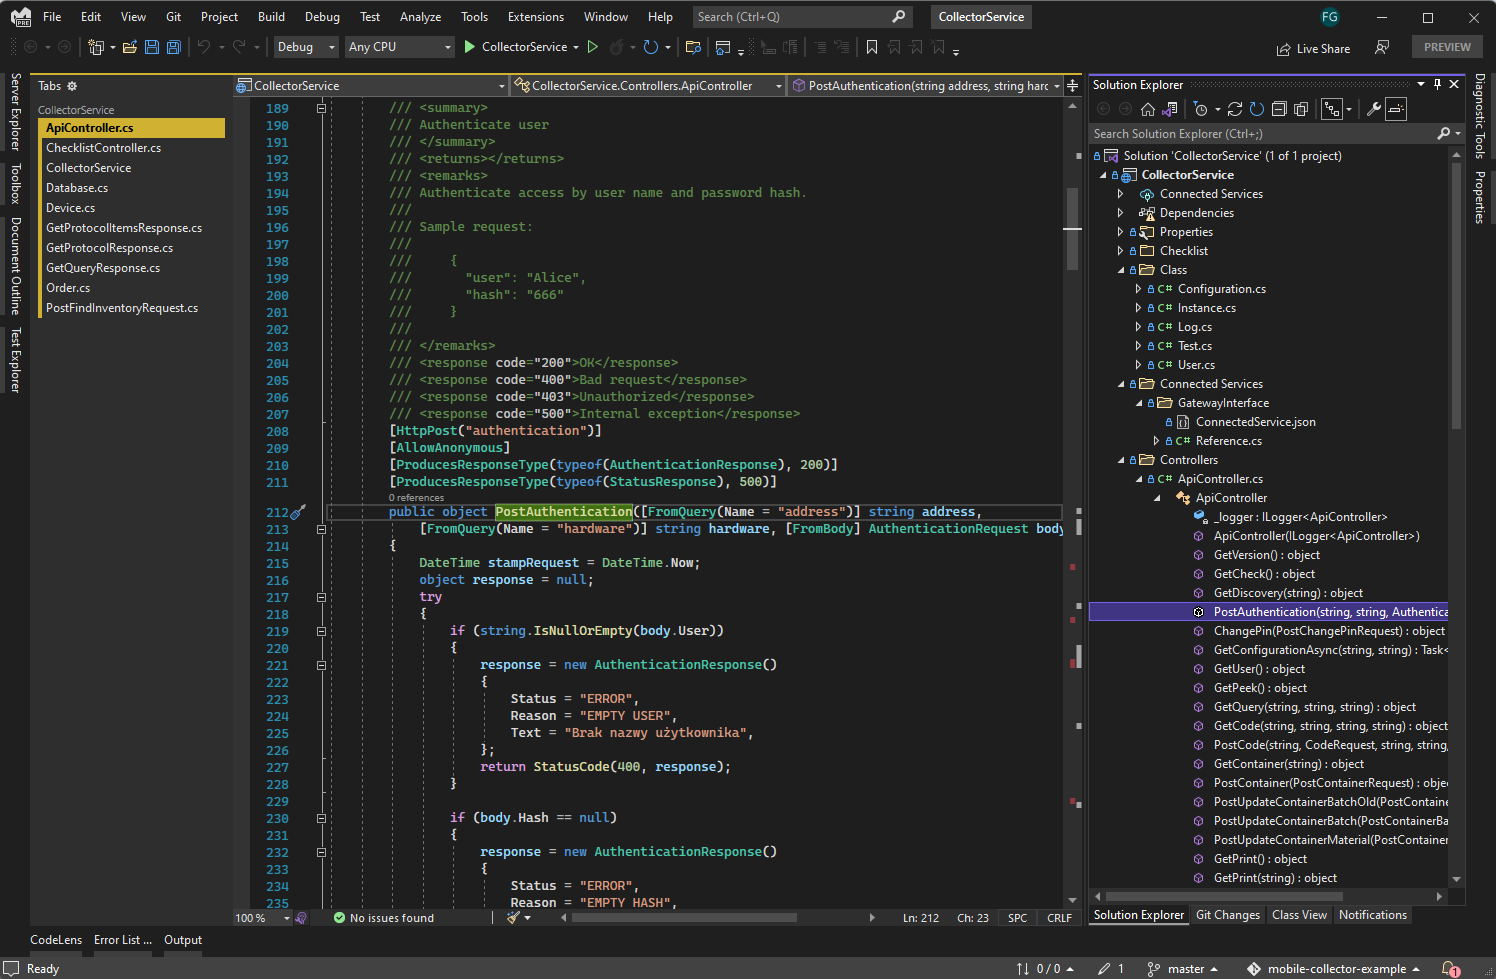 File Edit View Git Project Build Debug Test Analyze Tools Extensions Window Help Search (Ctrl+Q) CollectorService FG
PRE
Debug Any CPU CollectorService Live Share PREVIEW
Server Explorer
Toolbox
Document Outline
Test Explorer
Tabs
CollectorService
ApiController.cs
ChecklistController.cs
CollectorService
Database.cs
Device.cs
GetProtocolItemsResponse.cs
GetProtocolResponse.cs
GetQueryResponse.cs
Order.cs
PostFindInventoryRequest.cs
CollectorService CollectorService.Controllers.ApiController PostAuthentication(string address, string harc
189 /// <summary>
190 /// Authenticate user
191 /// </summary>
192 /// <returns></returns>
193 /// <remarks>
194 /// Authenticate access by user name and password hash.
195 ///
196 /// Sample request:
197 ///
198 /// {
199 /// "user": "Alice",
200 /// "hash": "666"
201 /// }
202 ///
203 /// </remarks>
204 /// <response code="200">OK</response>
205 /// <response code="400">Bad request</response>
206 /// <response code="403">Unauthorized</response>
207 /// <response code="500">Internal exception</response>
208 [HttpPost("authentication")]
209 [AllowAnonymous]
210 [ProducesResponseType(typeof(AuthenticationResponse), 200)]
211 [ProducesResponseType(typeof(StatusResponse), 500)]
0 references
212 public object PostAuthentication([FromQuery(Name = "address")] string address,
213 [FromQuery(Name = "hardware")] string hardware, [FromBody] AuthenticationRequest body
214 {
215 DateTime stampRequest = DateTime.Now;
216 object response = null;
217 try
218 {
219 if (string.IsNullOrEmpty(body.User))
220 {
221 response = new AuthenticationResponse()
222 {
223 Status = "ERROR",
224 Reason = "EMPTY USER",
225 Text = "Brak nazwy użytkownika",
226 };
227 return StatusCode(400, response);
228 }
229
230 if (body.Hash == null)
231 {
232 response = new AuthenticationResponse()
233 {
234 Status = "ERROR",
235 Reason = "EMPTY HASH",
100 % No issues found Ln: 212 Ch: 23 SPC CRLF
Solution Explorer
Search Solution Explorer (Ctrl+;)
Solution 'CollectorService' (1 of 1 project)
CollectorService
Connected Services
Dependencies
Properties
Checklist
Class
C# Configuration.cs
C# Instance.cs
C# Log.cs
C# Test.cs
C# User.cs
Connected Services
GatewayInterface
ConnectedService.json
C# Reference.cs
Controllers
C# ApiController.cs
ApiController
_logger : ILogger<ApiController>
ApiController(ILogger<ApiController>)
GetVersion() : object
GetCheck() : object
GetDiscovery(string) : object
PostAuthentication(string, string, Authentica
ChangePin(PostChangePinRequest) : object
GetConfigurationAsync(string, string) : Task<
GetUser() : object
GetPeek() : object
GetQuery(string, string, string) : object
GetCode(string, string, string, string) : object
PostCode(string, CodeRequest, string, string,
GetContainer(string) : object
PostContainer(PostContainerRequest) : obje
PostUpdateContainerBatchOld(PostContaine
PostUpdateContainerBatch(PostContainerBa
PostUpdateContainerMaterial(PostContainer
GetPrint() : object
GetPrint(string) : object
Solution Explorer Git Changes Class View Notifications
Diagnostic Tools
Properties
CodeLens Error List ... Output
Ready 0 / 0 1 master mobile-collector-example 1